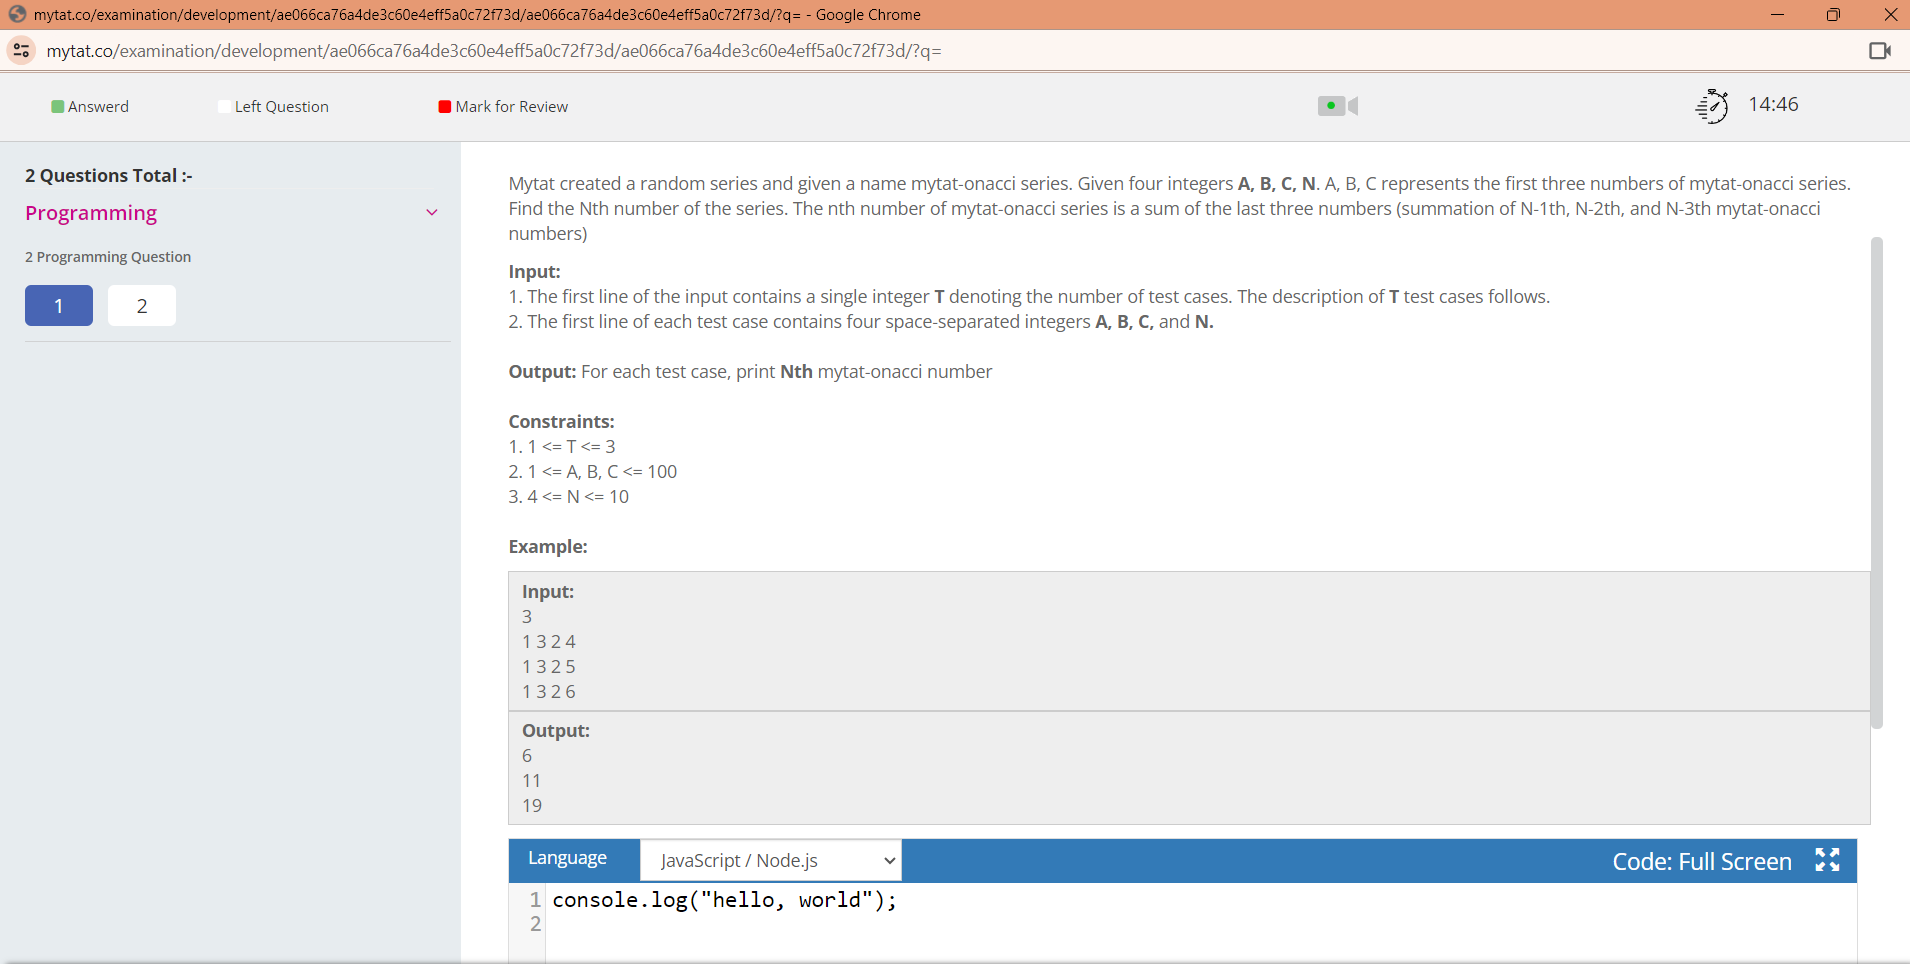 mytat.co/examination/development/ae066ca76a4de3c60e4eff5a0c72f73d/ae066ca76a4de3c60e4eff5a0c72f73d/?q= - Google Chrome
mytat.co/examination/development/ae066ca76a4de3c60e4eff5a0c72f73d/ae066ca76a4de3c60e4eff5a0c72f73d/?q=
Answerd Left Question Mark for Review 14:46
2 Questions Total :-
Programming
2 Programming Question
1 2
Mytat created a random series and given a name mytat-onacci series. Given four integers A, B, C, N. A, B, C represents the first three numbers of mytat-onacci series.
Find the Nth number of the series. The nth number of mytat-onacci series is a sum of the last three numbers (summation of N-1th, N-2th, and N-3th mytat-onacci
numbers)
Input:
1. The first line of the input contains a single integer T denoting the number of test cases. The description of T test cases follows.
2. The first line of each test case contains four space-separated integers A, B, C, and N.
Output: For each test case, print Nth mytat-onacci number
Constraints:
1. 1 <= T <= 3
2. 1 <= A, B, C <= 100
3. 4 <= N <= 10
Example:
Input:
3
1 3 2 4
1 3 2 5
1 3 2 6
Output:
6
11
19
Language JavaScript / Node.js Code: Full Screen
1 console.log("hello, world");
2